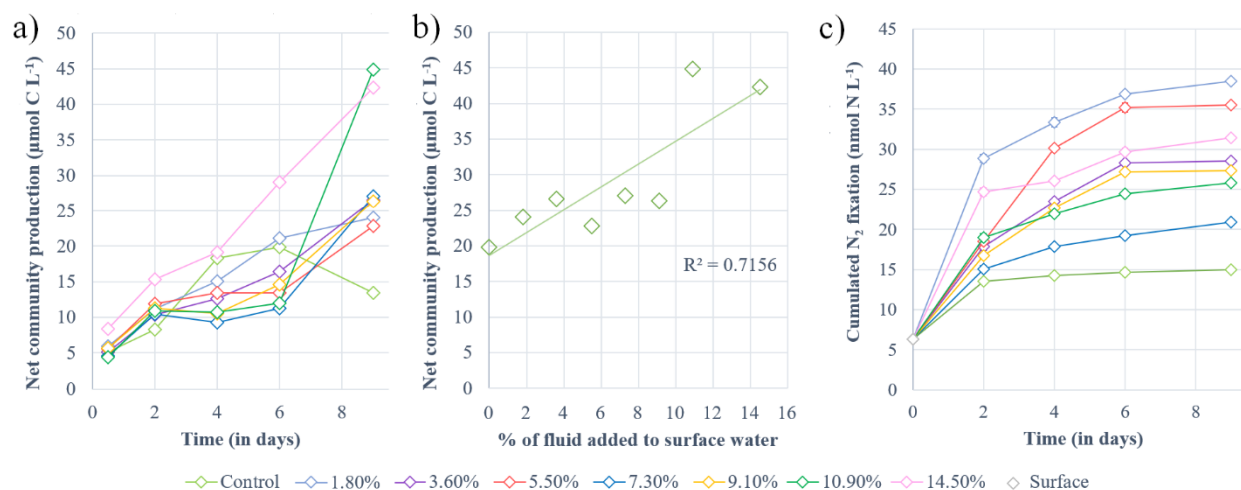 a)
Net community production (µmol C L⁻¹)
50
45
40
35
30
25
20
15
10
5
0
0 2 4 6 8
Time (in days)
b)
Net community production (µmol C L⁻¹)
50
45
40
35
30
25
20
15
10
5
0
R² = 0.7156
0 2 4 6 8 10 12 14 16
% of fluid added to surface water
c)
Cumulated N₂ fixation (nmol N L⁻¹)
45
40
35
30
25
20
15
10
5
0
0 2 4 6 8
Time (in days)
Control 1.80% 3.60% 5.50% 7.30% 9.10% 10.90% 14.50% Surface